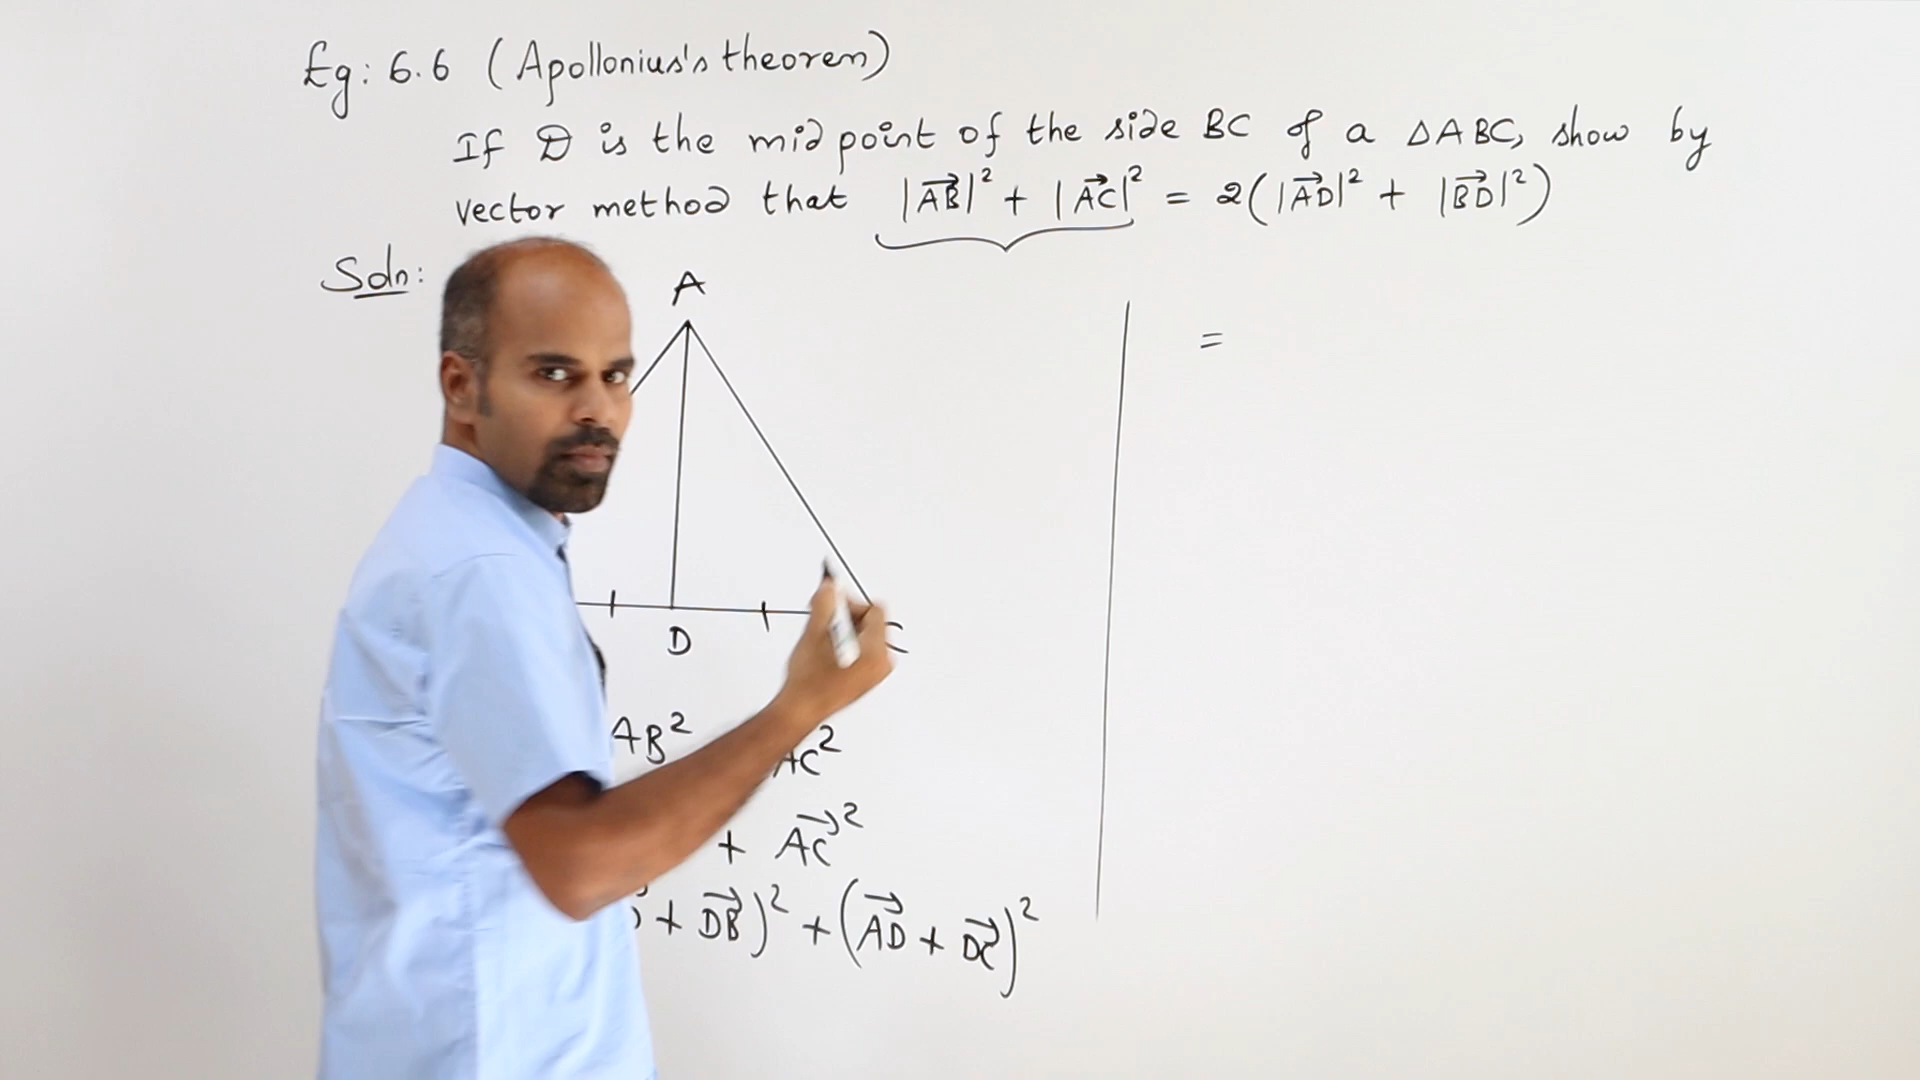 Eg: 6.6 (Apollonius's theorem)
If D is the midpoint of the side BC of a ΔABC, show by
vector method that |AB⃗|² + |AC⃗|² = 2(|AD⃗|² + |BD⃗|²)
Soln:
A
=
D
C
AB² AC²
+ AC⃗²
+ DB⃗)² + (AD⃗ + DC⃗)²